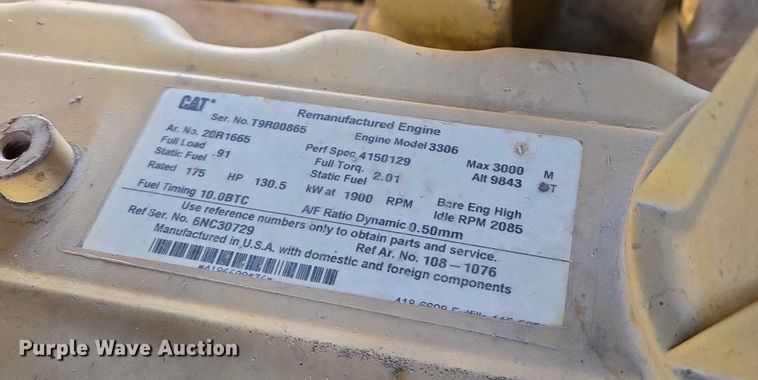 CAT® Remanufactured Engine
Ser. No. T9R00865 Engine Model 3306
Ar. No. 20R1665 Perf Spec 4150129 Max 3000 M
Full Load Full Torq. Alt 9843 FT
Static Fuel .91 Static Fuel 2.01
Rated 175 HP 130.5 kW at 1900 RPM Bare Eng High
Fuel Timing 10.0BTC A/F Ratio Dynamic 0.50mm Idle RPM 2085
Use reference numbers only to obtain parts and service.
Ref Ser. No. 6NC30729 Ref Ar. No. 108-1076
Manufactured in U.S.A. with domestic and foreign components
Purple Wave Auction